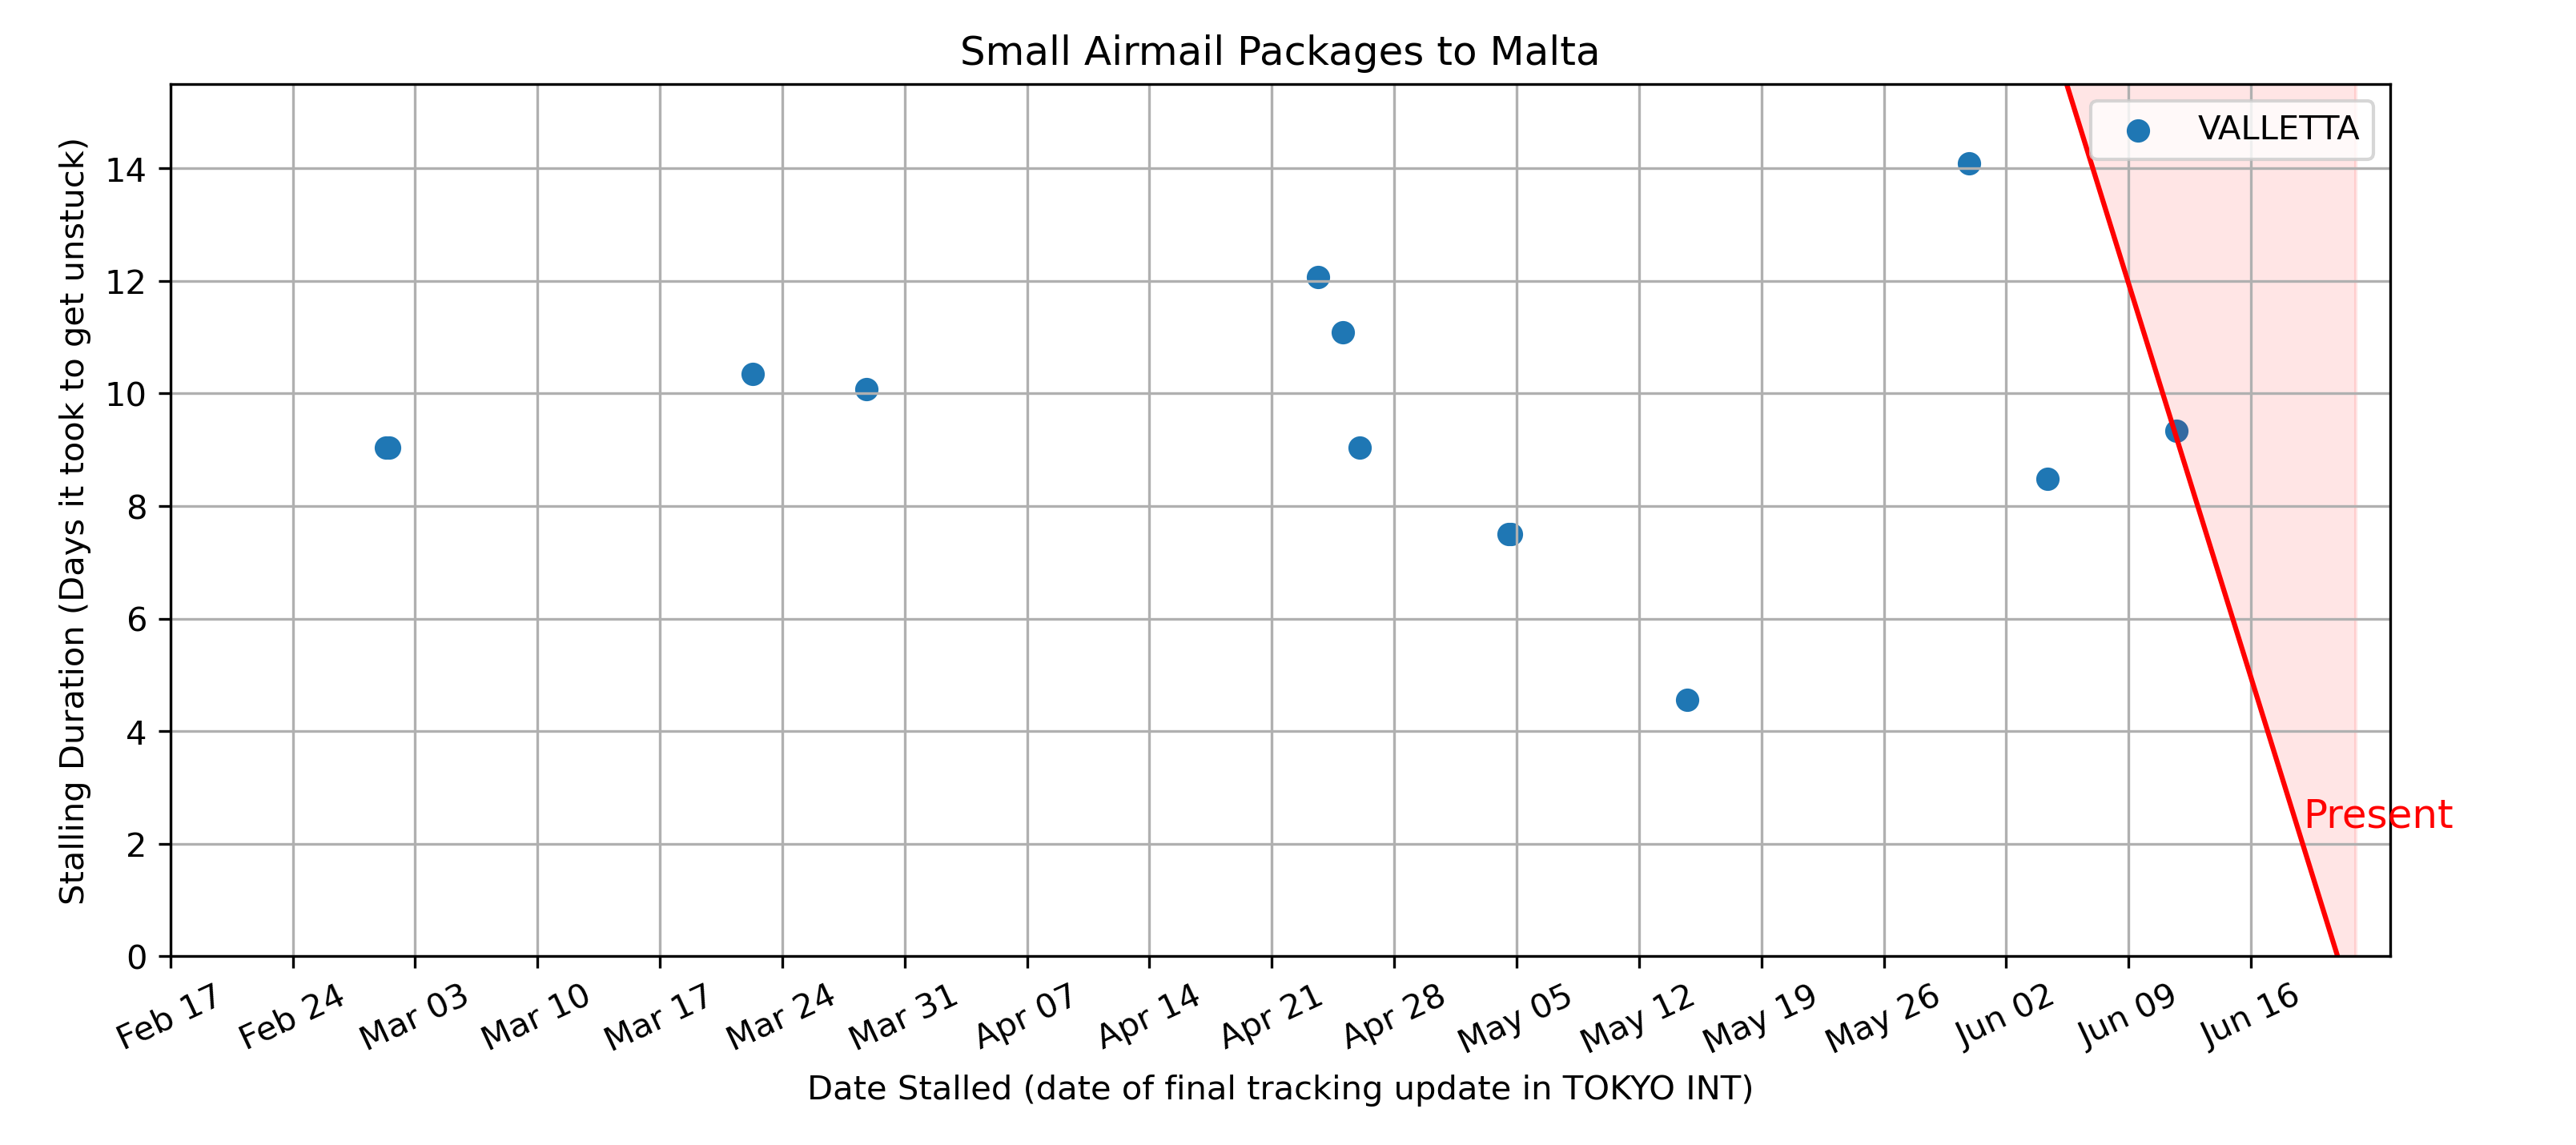 Small Airmail Packages to Malta
VALLETTA
Stalling Duration (Days it took to get unstuck)
14
12
10
8
6
4
2
0
Present
Feb 17
Feb 24
Mar 03
Mar 10
Mar 17
Mar 24
Mar 31
Apr 07
Apr 14
Apr 21
Apr 28
May 05
May 12
May 19
May 26
Jun 02
Jun 09
Jun 16
Date Stalled (date of final tracking update in TOKYO INT)